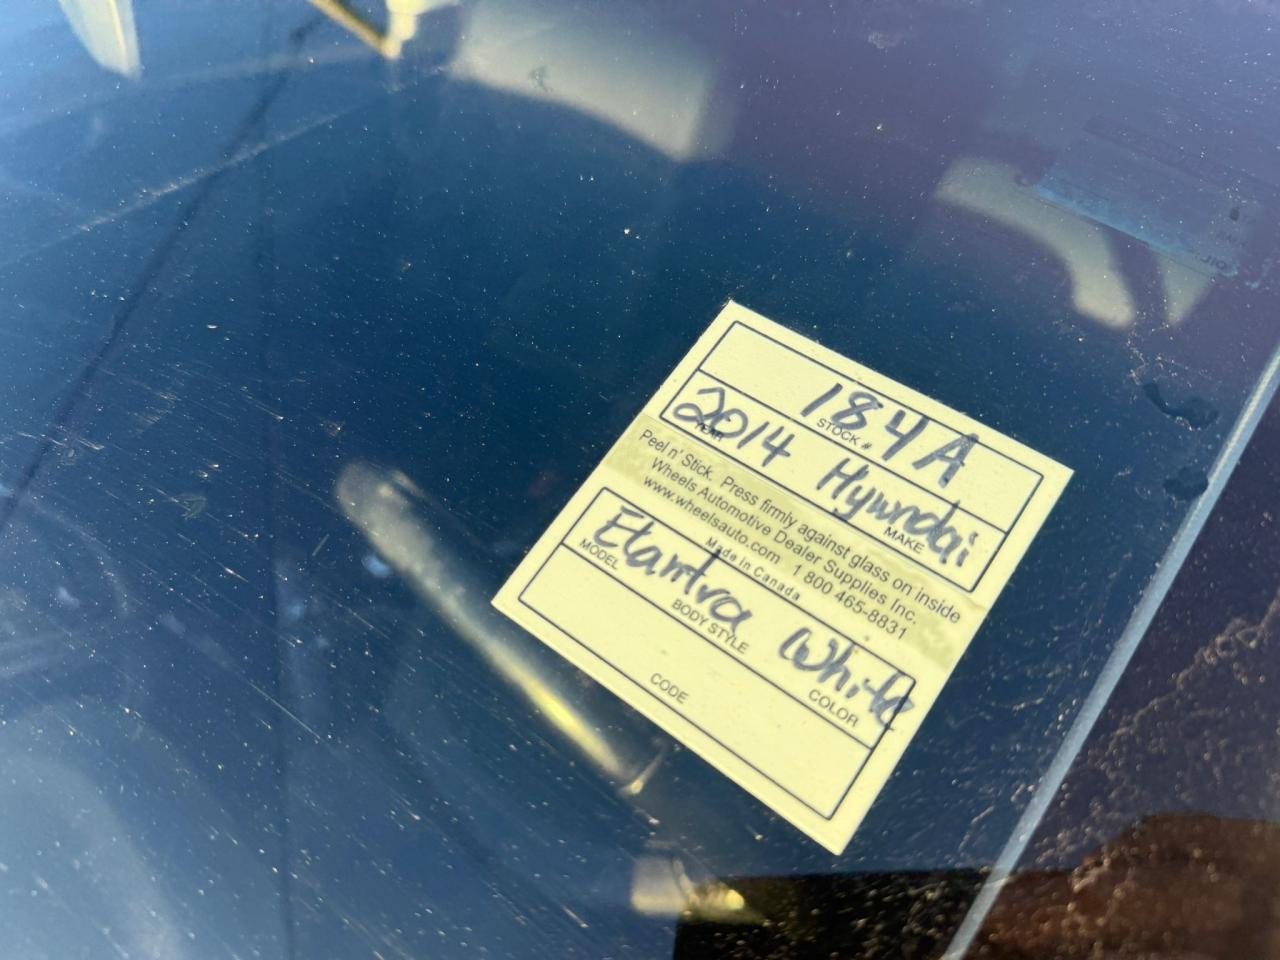 184A
STOCK #
2014 Hyundai
YEAR MAKE
Peel n' Stick. Press firmly against glass on inside
Wheels Automotive Dealer Supplies Inc.
www.wheelsauto.com 1 800 465-8831
Made in Canada
Elantra White
MODEL BODY STYLE COLOR
CODE